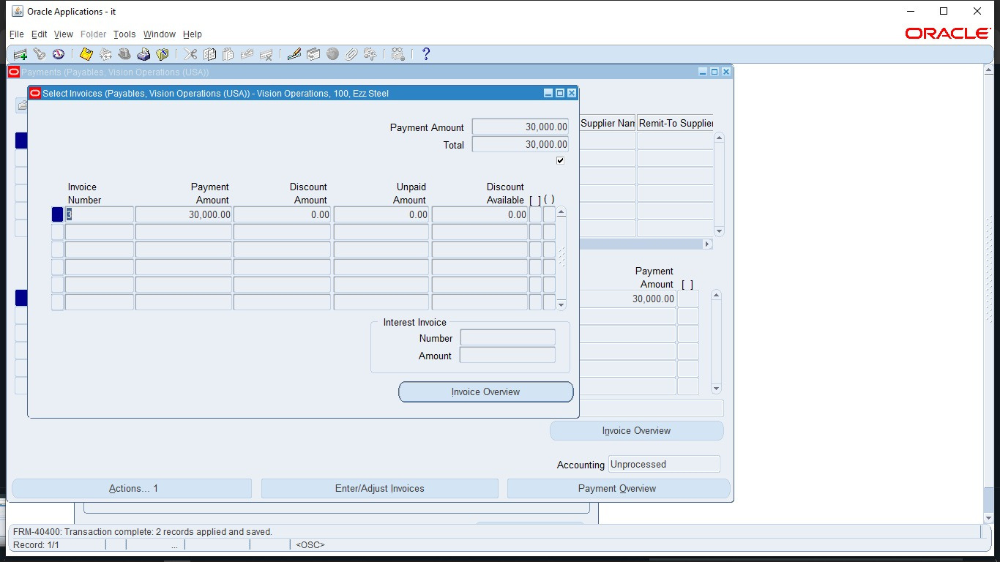 Oracle Applications - it
File Edit View Folder Tools Window Help
ORACLE
Payments (Payables, Vision Operations (USA))
Select Invoices (Payables, Vision Operations (USA)) - Vision Operations, 100, Ezz Steel
Payment Amount 30,000.00
Total 30,000.00
Supplier Nam Remit-To Supplier
Invoice Number Payment Amount Discount Amount Unpaid Amount Discount Available [ ] ( )
3 30,000.00 0.00 0.00 0.00
Payment Amount [ ]
30,000.00
Interest Invoice
Number
Amount
Invoice Overview
Invoice Overview
Accounting Unprocessed
Actions... 1 Enter/Adjust Invoices Payment Overview
FRM-40400: Transaction complete: 2 records applied and saved.
Record: 1/1 ... <OSC>